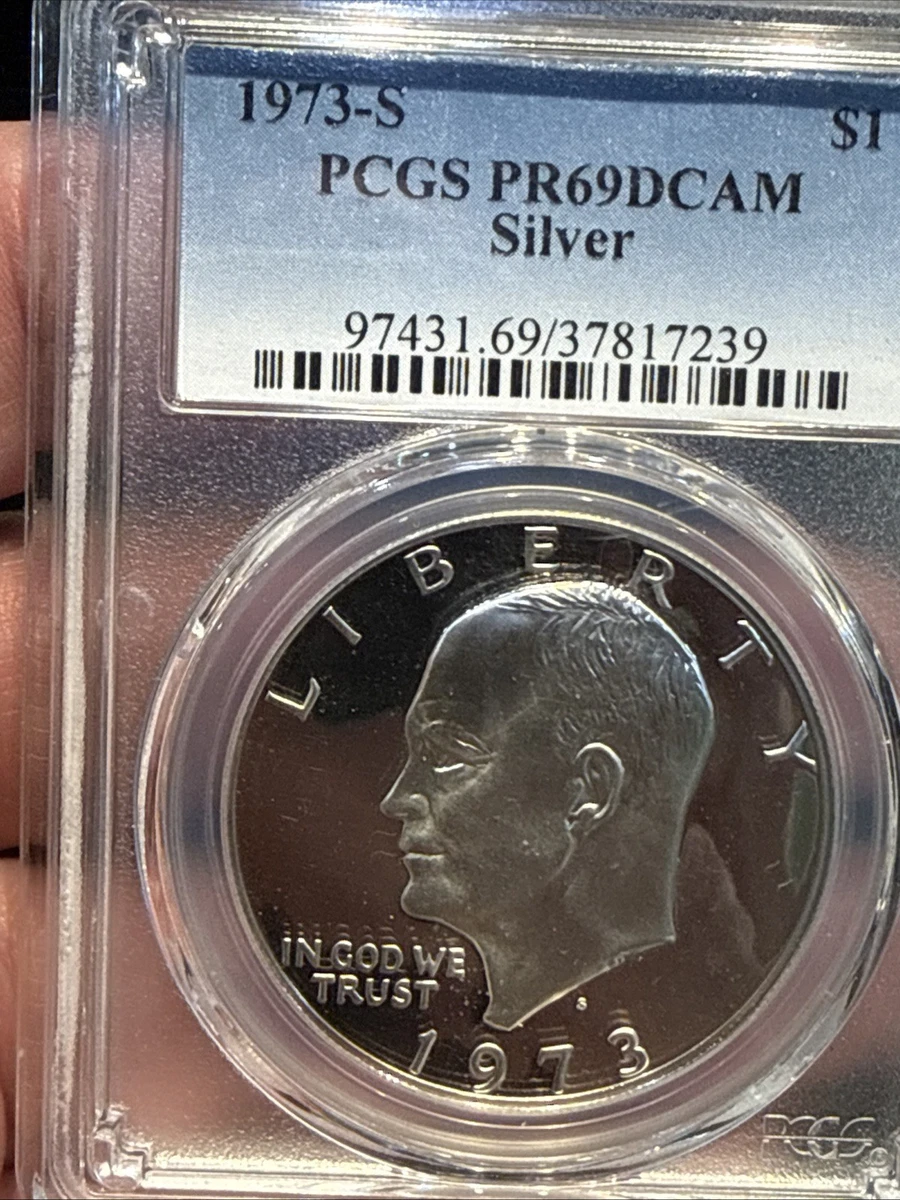 1973-S $1
PCGS PR69DCAM
Silver
97431.69/37817239
LIBERTY
IN GOD WE
TRUST
S
1973
PCGS